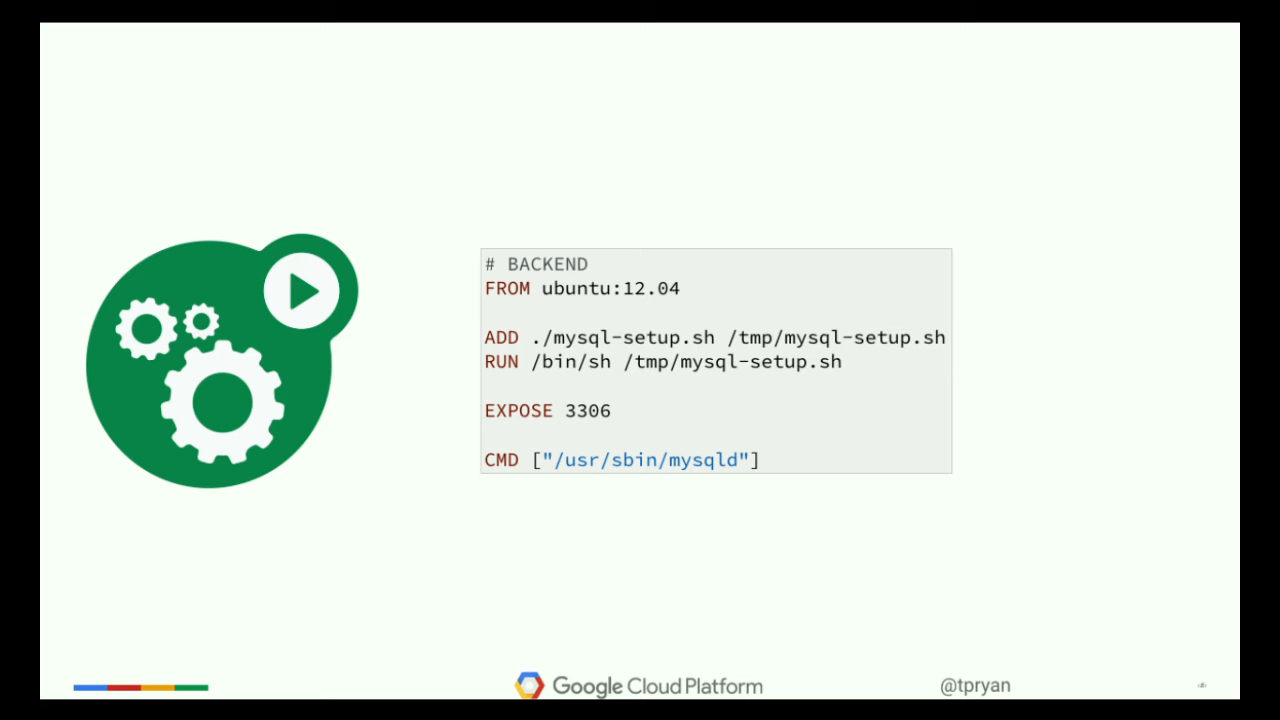 # BACKEND
FROM ubuntu:12.04
ADD ./mysql-setup.sh /tmp/mysql-setup.sh
RUN /bin/sh /tmp/mysql-setup.sh
EXPOSE 3306
CMD ["/usr/sbin/mysqld"]
Google Cloud Platform
@tpryan